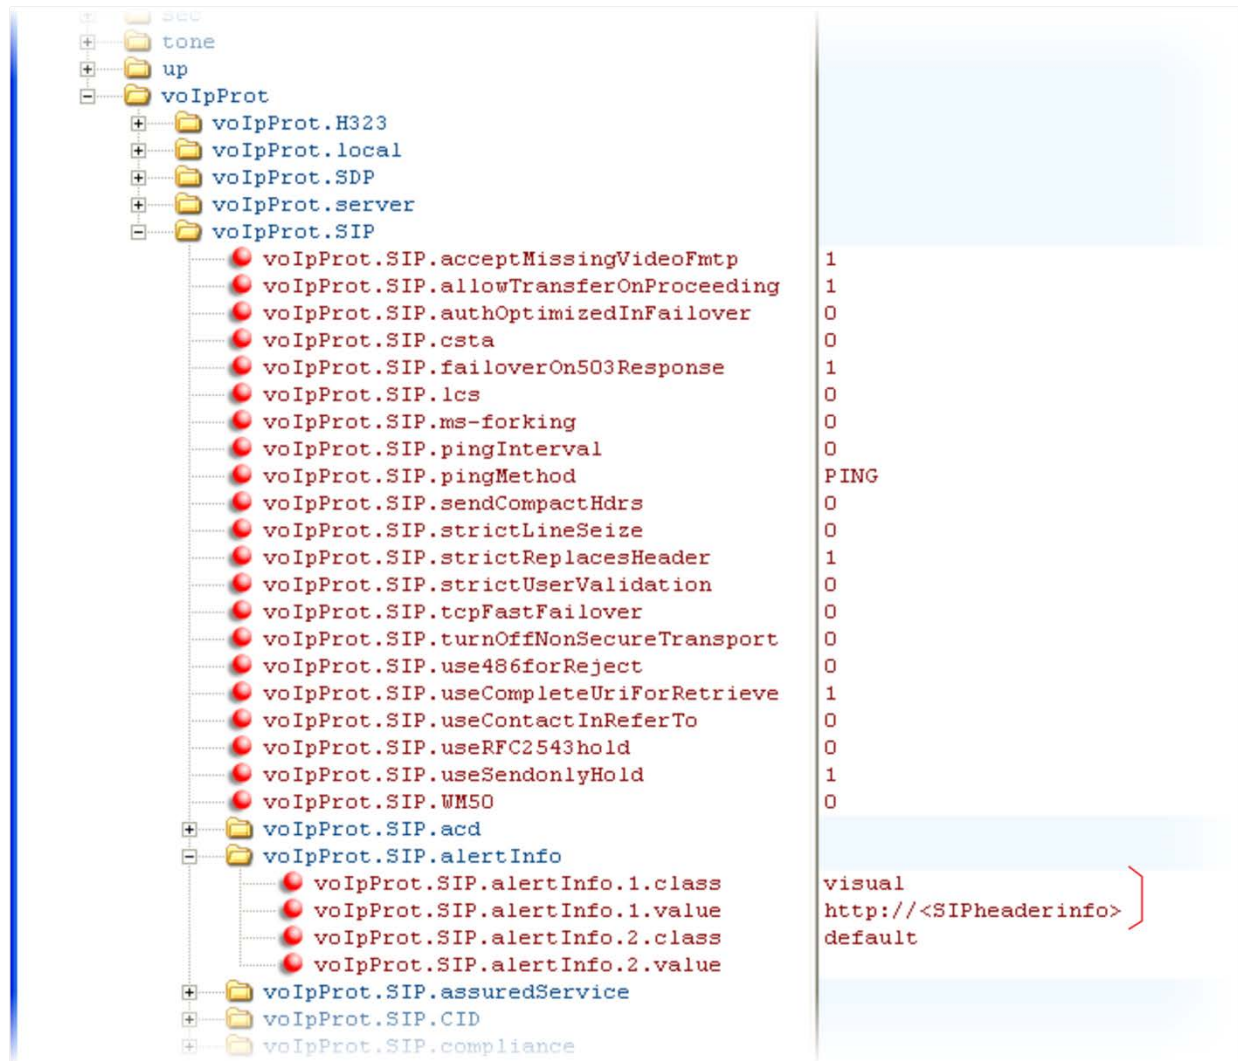 sec
tone
up
voIpProt
voIpProt.H323
voIpProt.local
voIpProt.SDP
voIpProt.server
voIpProt.SIP
voIpProt.SIP.acceptMissingVideoFmtp 1
voIpProt.SIP.allowTransferOnProceeding 1
voIpProt.SIP.authOptimizedInFailover 0
voIpProt.SIP.csta 0
voIpProt.SIP.failoverOn503Response 1
voIpProt.SIP.lcs 0
voIpProt.SIP.ms-forking 0
voIpProt.SIP.pingInterval 0
voIpProt.SIP.pingMethod PING
voIpProt.SIP.sendCompactHdrs 0
voIpProt.SIP.strictLineSeize 0
voIpProt.SIP.strictReplacesHeader 1
voIpProt.SIP.strictUserValidation 0
voIpProt.SIP.tcpFastFailover 0
voIpProt.SIP.turnOffNonSecureTransport 0
voIpProt.SIP.use486forReject 0
voIpProt.SIP.useCompleteUriForRetrieve 1
voIpProt.SIP.useContactInReferTo 0
voIpProt.SIP.useRFC2543hold 0
voIpProt.SIP.useSendonlyHold 1
voIpProt.SIP.WM50 0
voIpProt.SIP.acd
voIpProt.SIP.alertInfo
voIpProt.SIP.alertInfo.1.class visual
voIpProt.SIP.alertInfo.1.value http://<SIPheaderinfo>
voIpProt.SIP.alertInfo.2.class default
voIpProt.SIP.alertInfo.2.value
voIpProt.SIP.assuredService
voIpProt.SIP.CID
voIpProt.SIP.compliance